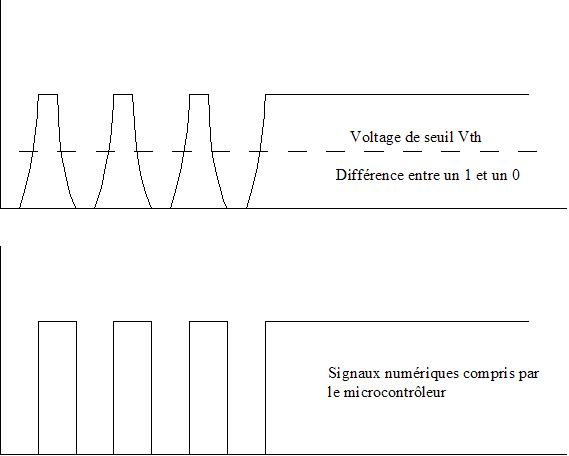 Voltage de seuil Vth
Différence entre un 1 et un 0
Signaux numériques compris par
le microcontrôleur